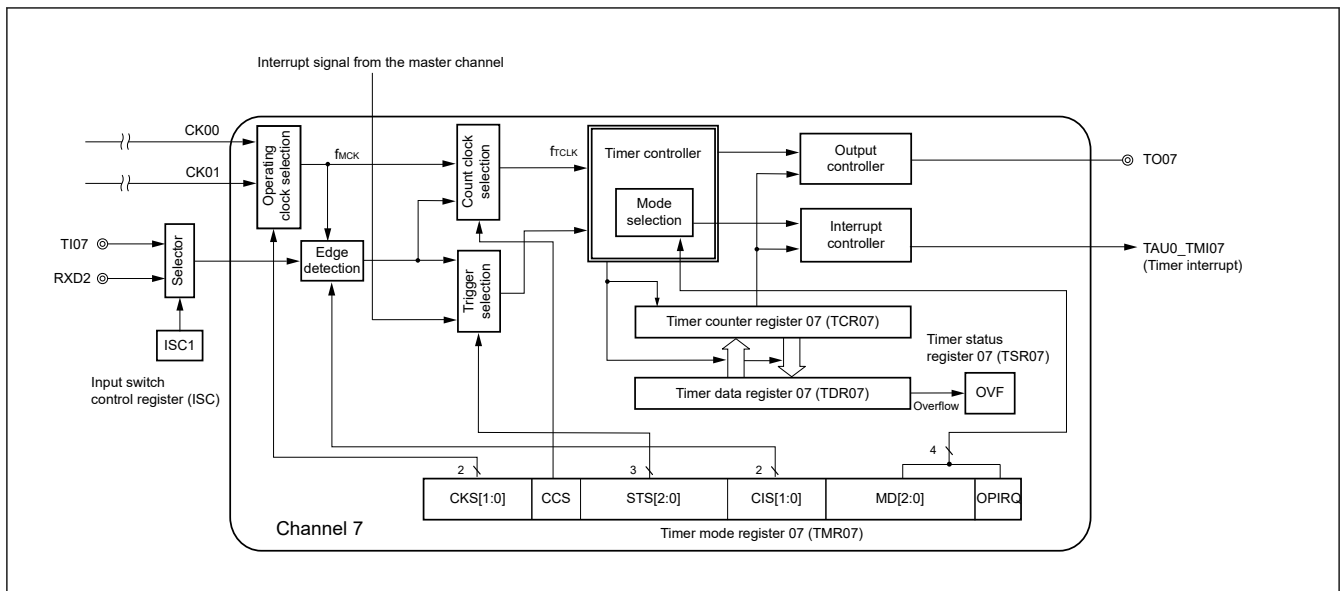 Interrupt signal from the master channel
CK00
CK01
Operating
clock selection
fMCK
Count clock
selection
fTCLK
Timer controller
Mode
selection
Output
controller
TO07
Interrupt
controller
TAU0_TMI07
(Timer interrupt)
TI07
RXD2
Selector
Edge
detection
Trigger
selection
ISC1
Input switch
control register (ISC)
Timer counter register 07 (TCR07)
Timer status
register 07 (TSR07)
Timer data register 07 (TDR07)
Overflow
OVF
2
3
2
4
CKS[1:0]
CCS
STS[2:0]
CIS[1:0]
MD[2:0]
OPIRQ
Channel 7
Timer mode register 07 (TMR07)